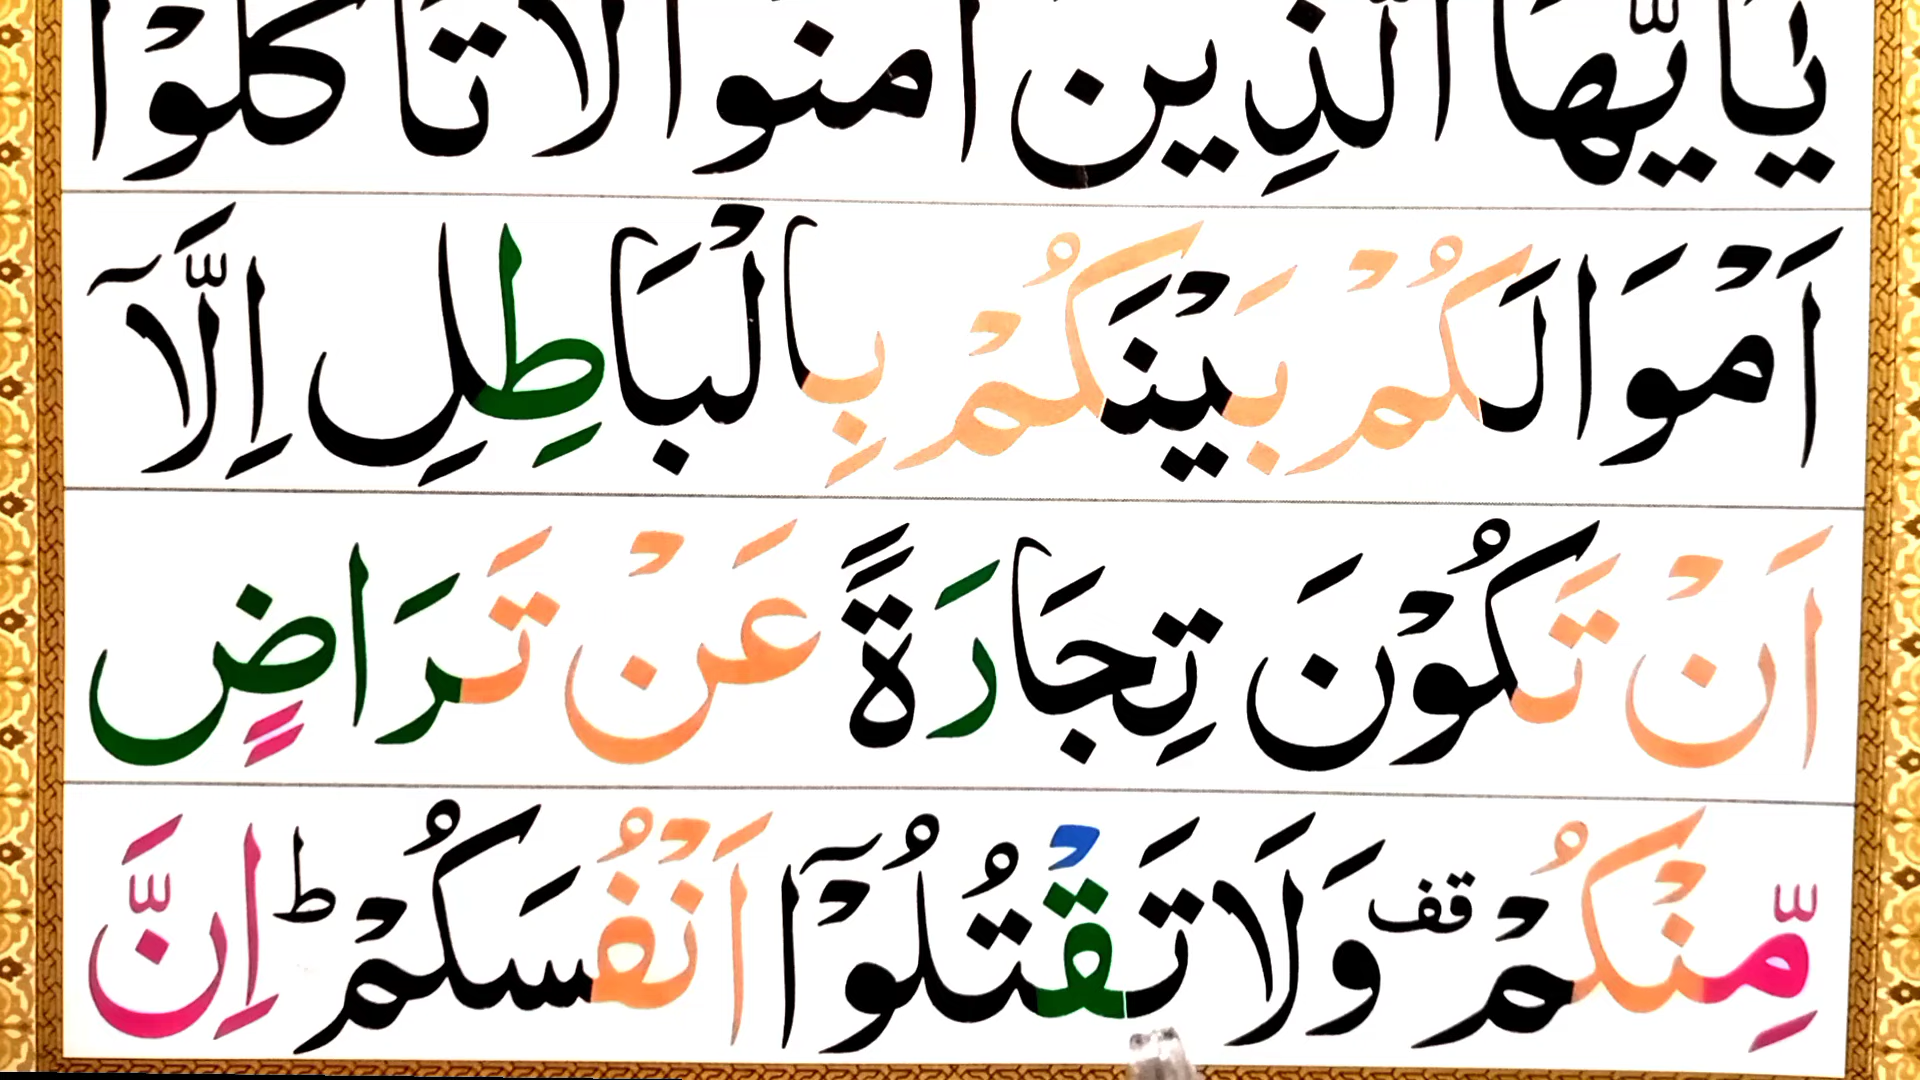 يٰٓاَيُّهَا الَّذِيْنَ اٰمَنُوْا لَا تَاْكُلُوْٓا
اَمْوَالَكُمْ بَيْنَكُمْ بِالْبَاطِلِ اِلَّاۤ
اَنْ تَكُوْنَ تِجَارَةً عَنْ تَرَاضٍ
مِّنْكُمْ قف وَلَا تَقْتُلُوْۤا اَنْفُسَكُمْ ط اِنَّ